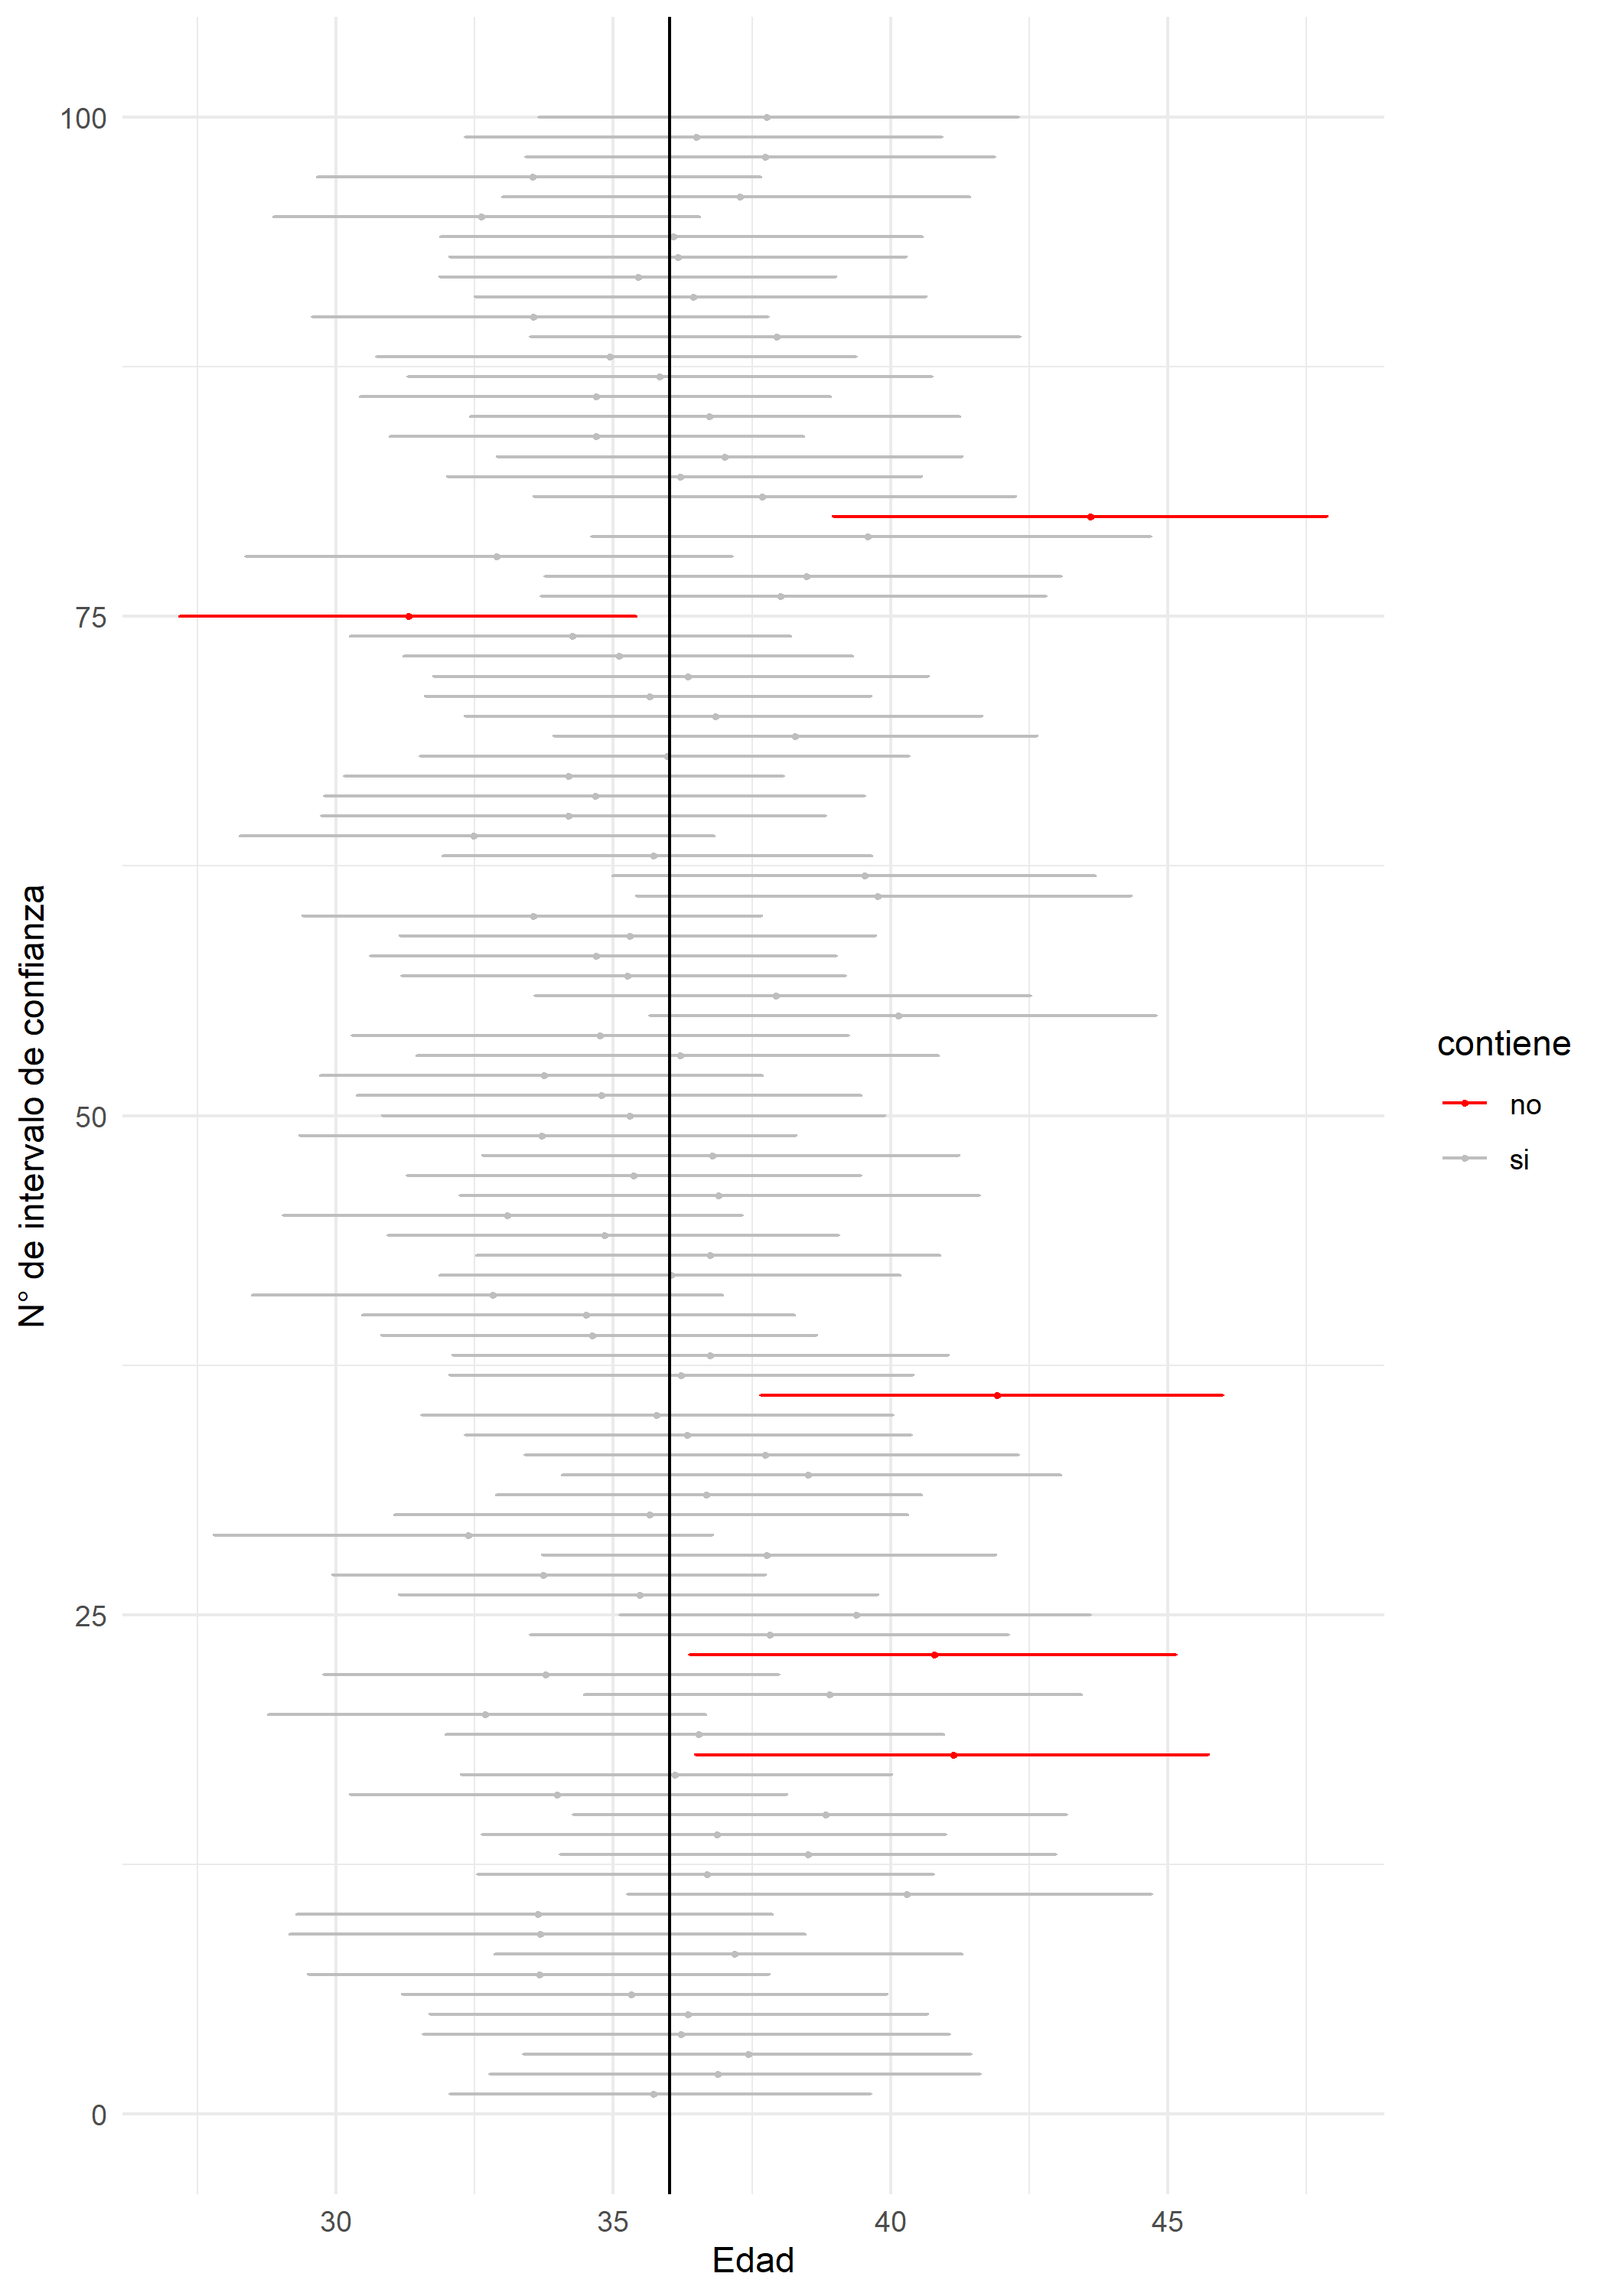 100
75
50
25
0
N° de intervalo de confianza
30 35 40 45
Edad
contiene
no
si